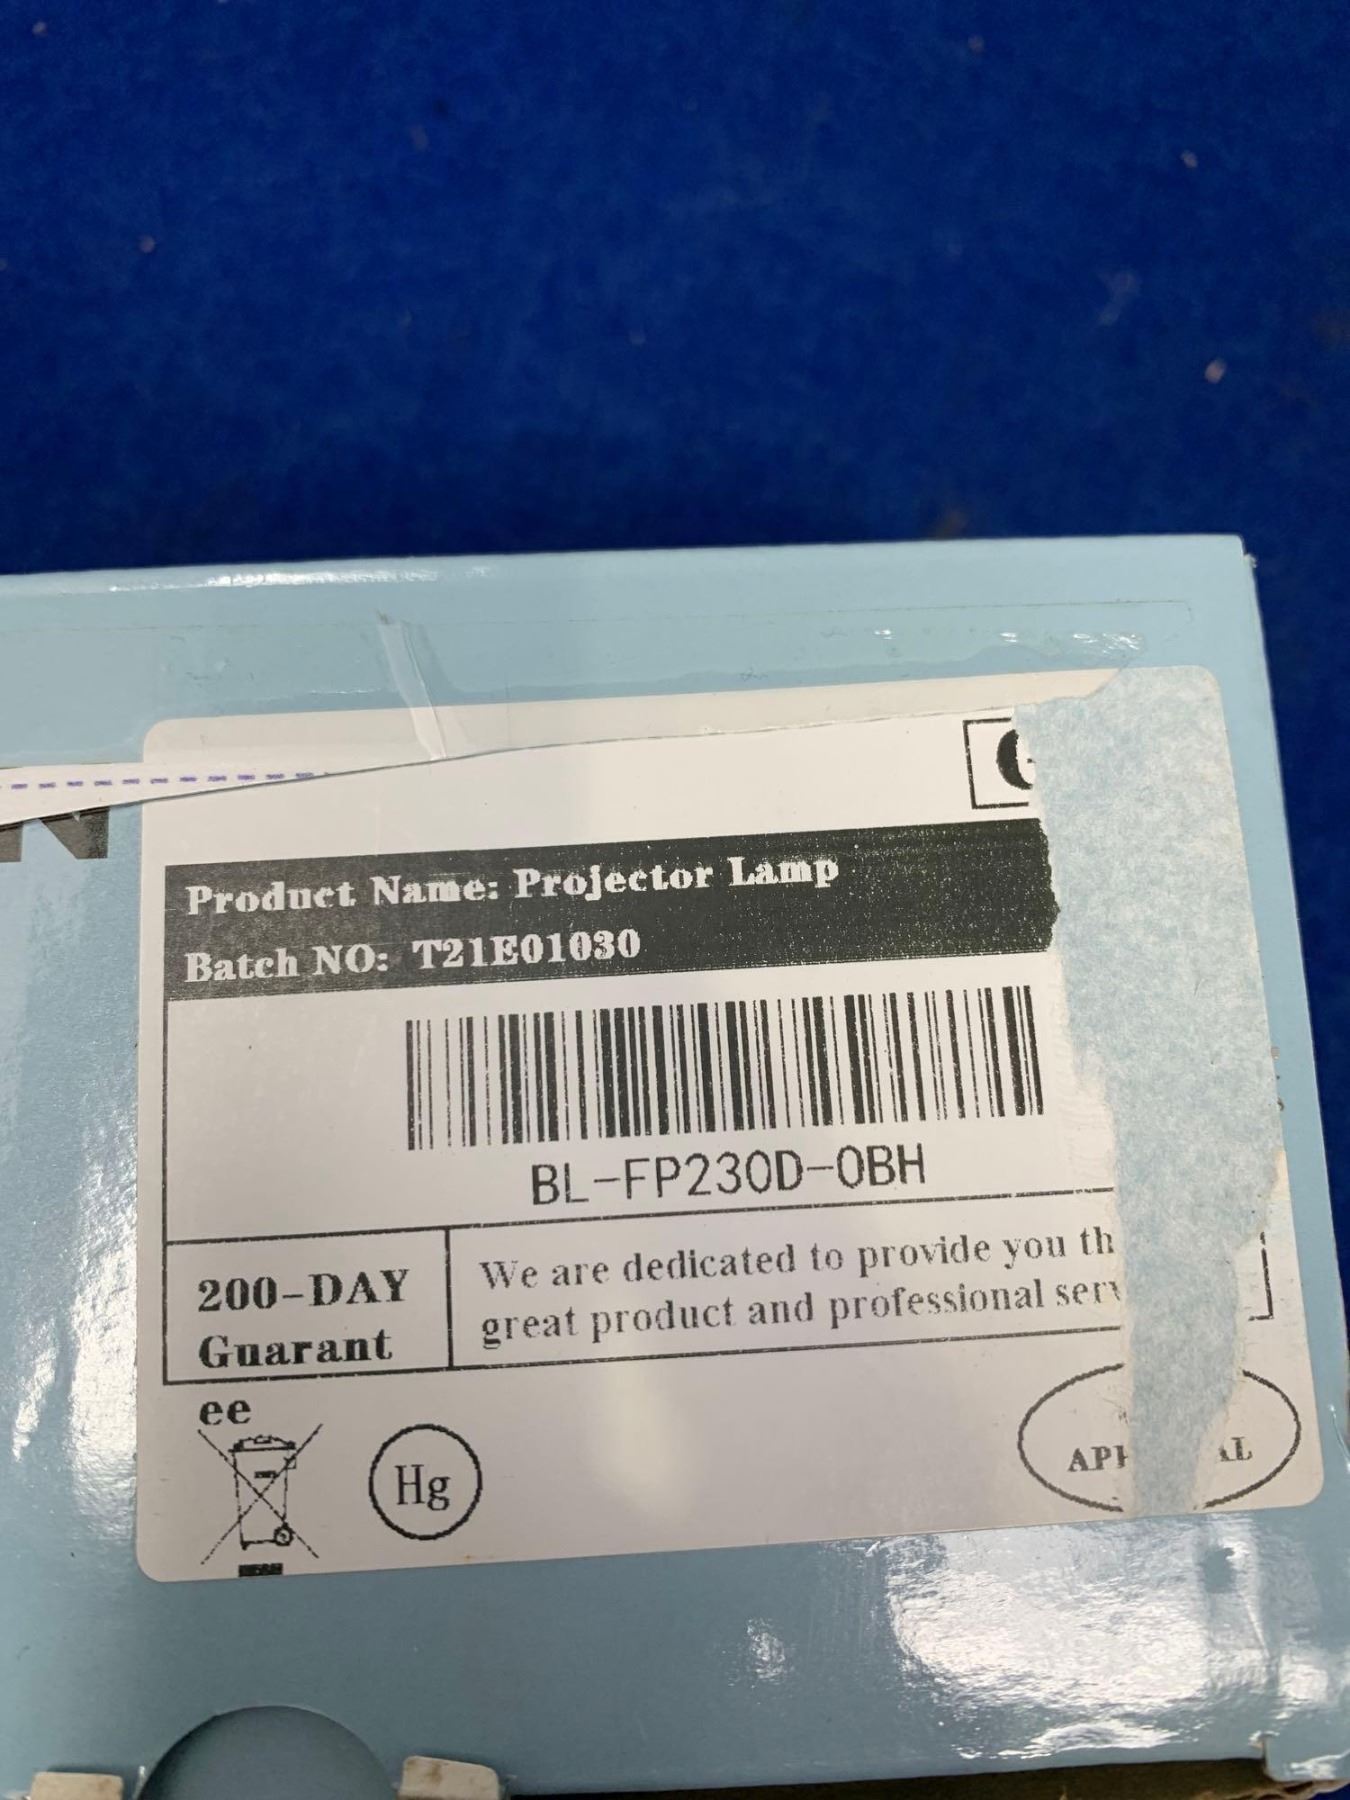 Product Name: Projector Lamp
Batch NO: T21E01030
BL-FP230D-OBH
200-DAY
Guarant
ee
We are dedicated to provide you th
great product and professional serv
Hg